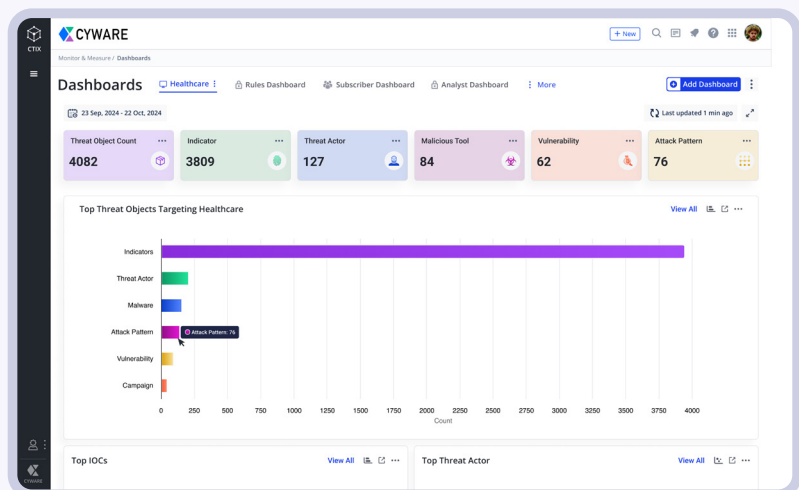 CTIX
CYWARE
+ New
Monitor & Measure / Dashboards
Dashboards
Healthcare
Rules Dashboard
Subscriber Dashboard
Analyst Dashboard
More
Add Dashboard
23 Sep, 2024 - 22 Oct, 2024
Last updated 1 min ago
Threat Object Count
4082
Indicator
3809
Threat Actor
127
Malicious Tool
84
Vulnerability
62
Attack Pattern
76
Top Threat Objects Targeting Healthcare
View All
Indicators
Threat Actor
Malware
Attack Pattern
Attack Pattern: 76
Vulnerability
Campaign
0 250 500 750 1000 1250 1500 1750 2000 2250 2500 2750 3000 3250 3500 3750 4000
Count
Top IOCs
View All
Top Threat Actor
View All
CYWARE